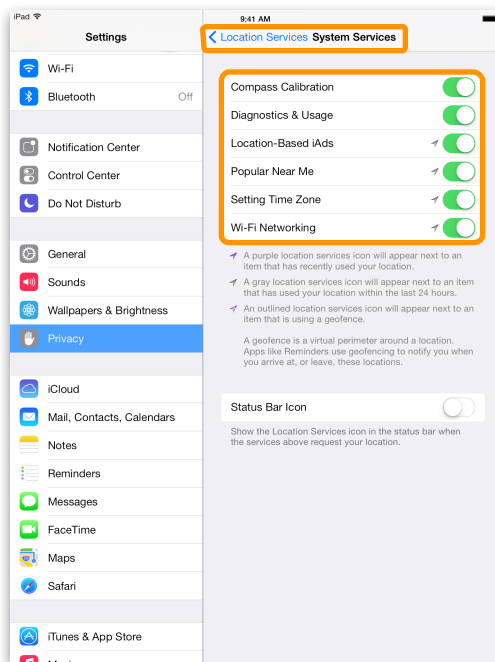 iPad
9:41 AM
Settings
Location Services System Services
Wi-Fi
Bluetooth Off
Notification Center
Control Center
Do Not Disturb
General
Sounds
Wallpapers & Brightness
Privacy
iCloud
Mail, Contacts, Calendars
Notes
Reminders
Messages
FaceTime
Maps
Safari
iTunes & App Store
Compass Calibration
Diagnostics & Usage
Location-Based iAds
Popular Near Me
Setting Time Zone
Wi-Fi Networking
A purple location services icon will appear next to an
item that has recently used your location.
A gray location services icon will appear next to an item
that has used your location within the last 24 hours.
An outlined location services icon will appear next to an
item that is using a geofence.
A geofence is a virtual perimeter around a location.
Apps like Reminders use geofencing to notify you when
you arrive at, or leave, these locations.
Status Bar Icon
Show the Location Services icon in the status bar when
the services above request your location.